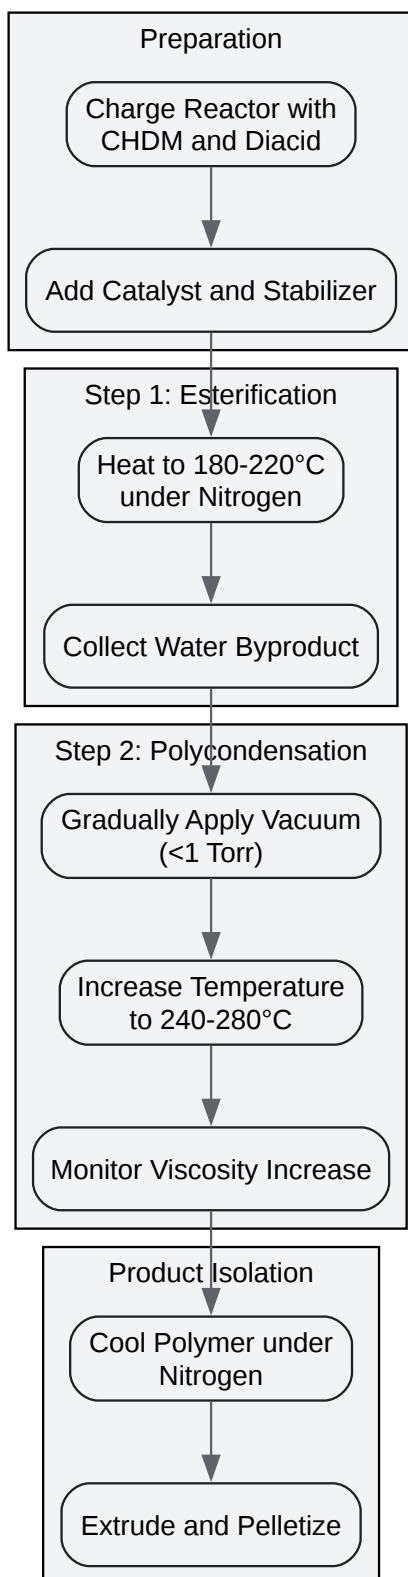 Preparation
Charge Reactor with
CHDM and Diacid
Add Catalyst and Stabilizer
Step 1: Esterification
Heat to 180-220°C
under Nitrogen
Collect Water Byproduct
Step 2: Polycondensation
Gradually Apply Vacuum
(<1 Torr)
Increase Temperature
to 240-280°C
Monitor Viscosity Increase
Product Isolation
Cool Polymer under
Nitrogen
Extrude and Pelletize